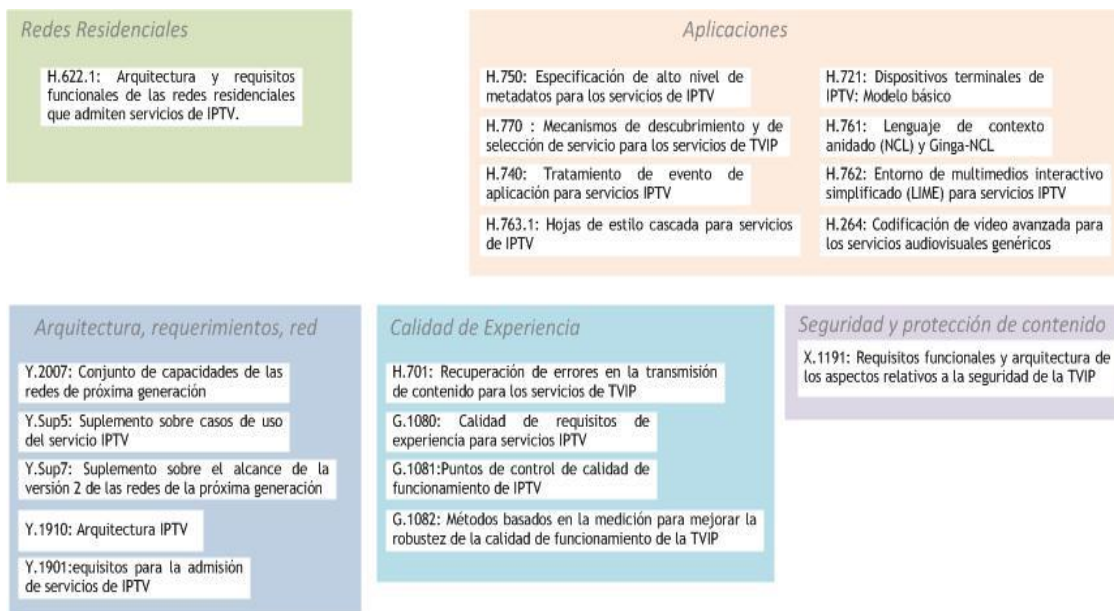 Redes Residenciales
H.622.1: Arquitectura y requisitos
funcionales de las redes residenciales
que admiten servicios de IPTV.
Aplicaciones
H.750: Especificación de alto nivel de
metadatos para los servicios de IPTV
H.770 : Mecanismos de descubrimiento y de
selección de servicio para los servicios de TVIP
H.740: Tratamiento de evento de
aplicación para servicios IPTV
H.763.1: Hojas de estilo cascada para servicios
de IPTV
H.721: Dispositivos terminales de
IPTV: Modelo básico
H.761: Lenguaje de contexto
anidado (NCL) y Ginga-NCL
H.762: Entorno de multimedios interactivo
simplificado (LIME) para servicios IPTV
H.264: Codificación de vídeo avanzada para
los servicios audiovisuales genéricos
Arquitectura, requerimientos, red
Y.2007: Conjunto de capacidades de las
redes de próxima generación
Y.Sup5: Suplemento sobre casos de uso
del servicio IPTV
Y.Sup7: Suplemento sobre el alcance de la
versión 2 de las redes de la próxima generación
Y.1910: Arquitectura IPTV
Y.1901:equisitos para la admisión
de servicios de IPTV
Calidad de Experiencia
H.701: Recuperación de errores en la transmisión
de contenido para los servicios de TVIP
G.1080: Calidad de requisitos de
experiencia para servicios IPTV
G.1081:Puntos de control de calidad de
funcionamiento de IPTV
G.1082: Métodos basados en la medición para mejorar la
robustez de la calidad de funcionamiento de la TVIP
Seguridad y protección de contenido
X.1191: Requisitos funcionales y arquitectura de
los aspectos relativos a la seguridad de la TVIP